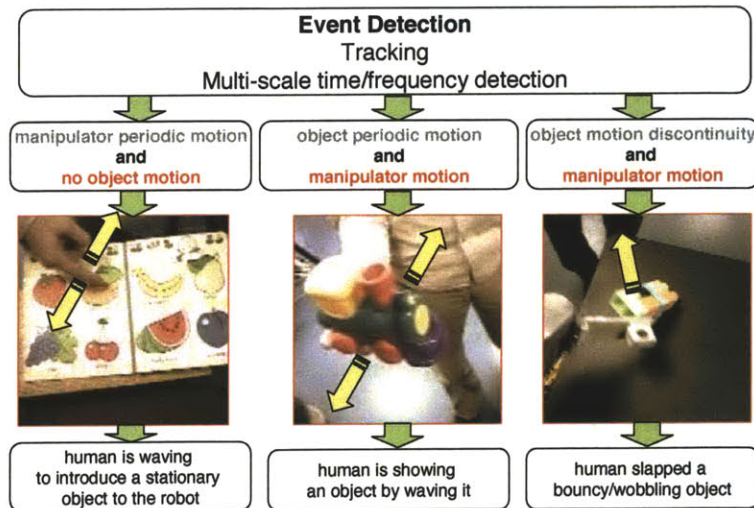 Event Detection
Tracking
Multi-scale time/frequency detection
manipulator periodic motion
and
no object motion
object periodic motion
and
manipulator motion
object motion discontinuity
and
manipulator motion
human is waving
to introduce a stationary
object to the robot
human is showing
an object by waving it
human slapped a
bouncy/wobbling object